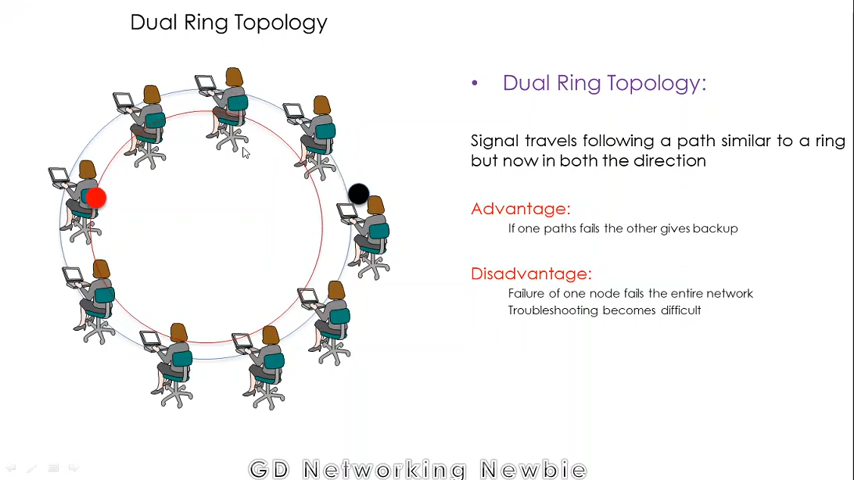 Dual Ring Topology
• Dual Ring Topology:
Signal travels following a path similar to a ring
but now in both the direction
Advantage:
If one paths fails the other gives backup
Disadvantage:
Failure of one node fails the entire network
Troubleshooting becomes difficult
GD Networking Newbie